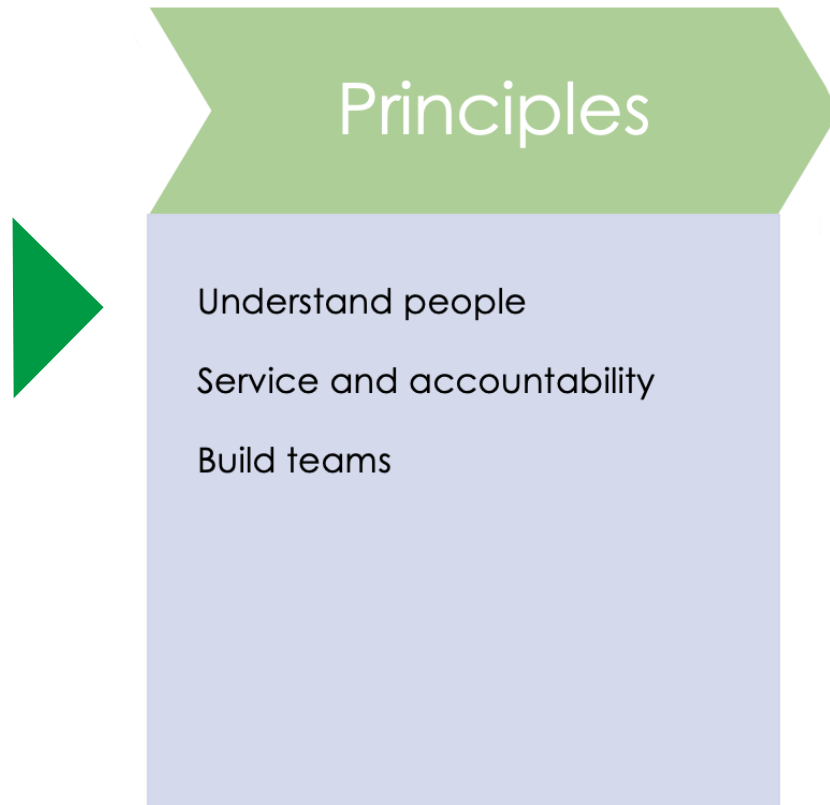 Principles
Understand people
Service and accountability
Build teams